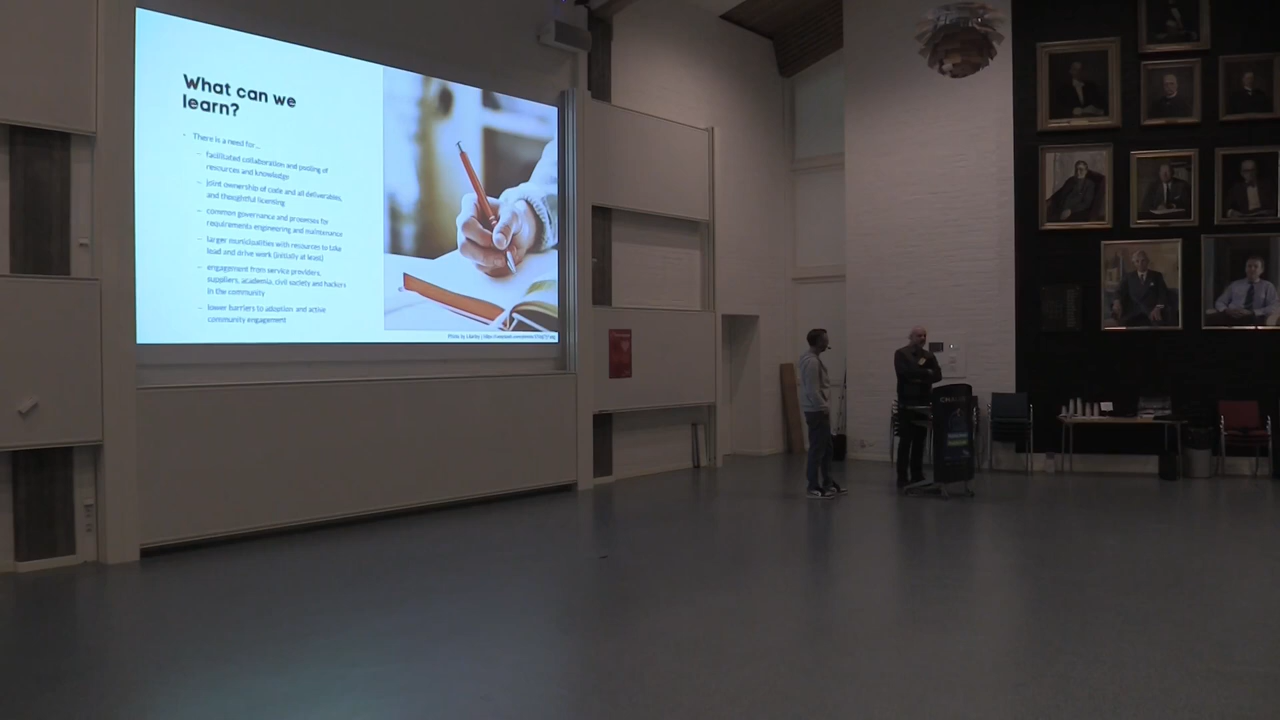 What can we
learn?
- There is a need for...
– facilitated collaboration and pooling of
resources and knowledge
– joint ownership of code and all deliverables,
and thoughtful licensing
– common governance and processes for
requirements engineering and maintenance
– larger municipalities with resources to take
lead and drive work (initially at least)
– engagement from service providers,
suppliers, academia, civil society and hackers
in the community
– lower barriers to adoption and active
community engagement
Photo by